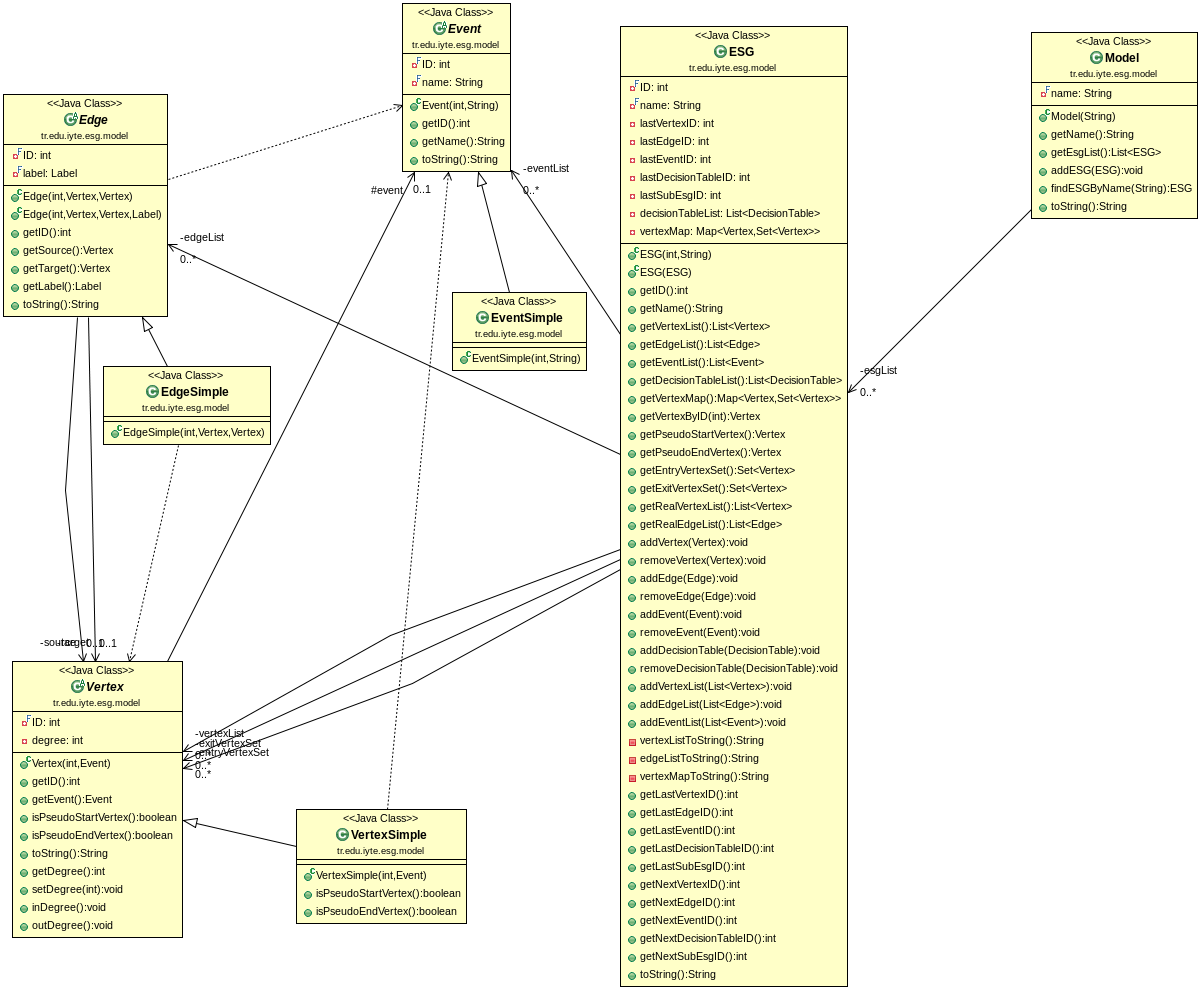 <<Java Class>>
Event
tr.edu.iyte.esg.model
ID: int
name: String
Event(int,String)
getID():int
getName():String
toString():String
<<Java Class>>
ESG
tr.edu.iyte.esg.model
ID: int
name: String
lastVertexID: int
lastEdgeID: int
lastEventID: int
lastDecisionTableID: int
lastSubEsgID: int
decisionTableList: List<DecisionTable>
vertexMap: Map<Vertex,Set<Vertex>>
ESG(int,String)
ESG(ESG)
getID():int
getName():String
getVertexList():List<Vertex>
getEdgeList():List<Edge>
getEventList():List<Event>
getDecisionTableList():List<DecisionTable>
getVertexMap():Map<Vertex,Set<Vertex>>
getVertexByID(int):Vertex
getPseudoStartVertex():Vertex
getPseudoEndVertex():Vertex
getEntryVertexSet():Set<Vertex>
getExitVertexSet():Set<Vertex>
getRealVertexList():List<Vertex>
getRealEdgeList():List<Edge>
addVertex(Vertex):void
removeVertex(Vertex):void
addEdge(Edge):void
removeEdge(Edge):void
addEvent(Event):void
removeEvent(Event):void
addDecisionTable(DecisionTable):void
removeDecisionTable(DecisionTable):void
addVertexList(List<Vertex>):void
addEdgeList(List<Edge>):void
addEventList(List<Event>):void
vertexListToString():String
edgeListToString():String
vertexMapToString():String
getLastVertexID():int
getLastEdgeID():int
getLastEventID():int
getLastDecisionTableID():int
getLastSubEsgID():int
getNextVertexID():int
getNextEdgeID():int
getNextEventID():int
getNextDecisionTableID():int
getNextSubEsgID():int
toString():String
<<Java Class>>
Model
tr.edu.iyte.esg.model
name: String
Model(String)
getName():String
getEsgList():List<ESG>
addESG(ESG):void
findESGByName(String):ESG
toString():String
<<Java Class>>
Edge
tr.edu.iyte.esg.model
ID: int
label: Label
Edge(int,Vertex,Vertex)
Edge(int,Vertex,Vertex,Label)
getID():int
getSource():Vertex
getTarget():Vertex
getLabel():Label
toString():String
-eventList
0..*
#event
0..1
-edgeList
0..*
<<Java Class>>
EventSimple
tr.edu.iyte.esg.model
EventSimple(int,String)
-esgList
0..*
<<Java Class>>
EdgeSimple
tr.edu.iyte.esg.model
EdgeSimple(int,Vertex,Vertex)
-source
-target
0..1
0..1
<<Java Class>>
Vertex
tr.edu.iyte.esg.model
ID: int
degree: int
Vertex(int,Event)
getID():int
getEvent():Event
isPseudoStartVertex():boolean
isPseudoEndVertex():boolean
toString():String
getDegree():int
setDegree(int):void
inDegree():void
outDegree():void
-vertexList
-exitVertexSet
-entryVertexSet
0..*
0..*
0..*
<<Java Class>>
VertexSimple
tr.edu.iyte.esg.model
VertexSimple(int,Event)
isPseudoStartVertex():boolean
isPseudoEndVertex():boolean